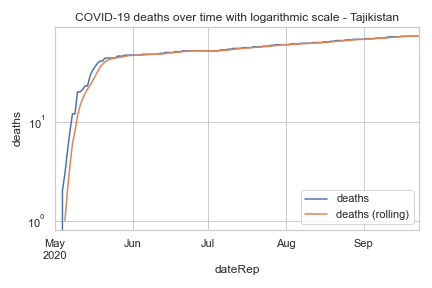 COVID-19 deaths over time with logarithmic scale - Tajikistan
deaths
10¹
10⁰
deaths
deaths (rolling)
May
2020
Jun
Jul
Aug
Sep
dateRep